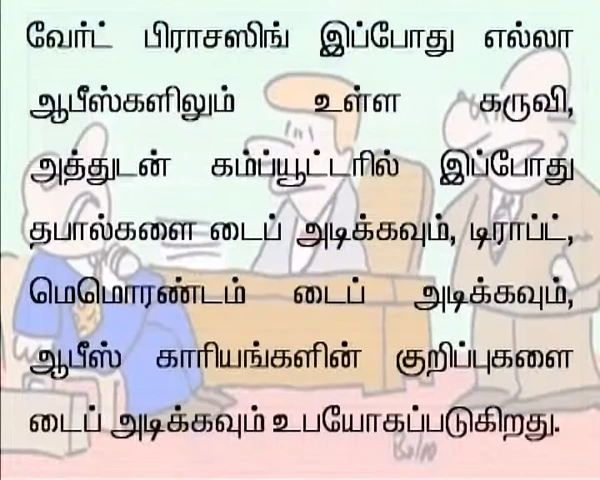 வேர்ட் பிராசஸிங் இப்போது எல்லா
ஆபீஸ்களிலும் உள்ள கருவி,
அத்துடன் கம்ப்யூட்டரில் இப்போது
தபால்களை டைப் அடிக்கவும், டிராப்ட்,
மெமொரண்டம் டைப் அடிக்கவும்,
ஆபீஸ் காரியங்களின் குறிப்புகளை
டைப் அடிக்கவும் உபயோகப்படுகிறது.